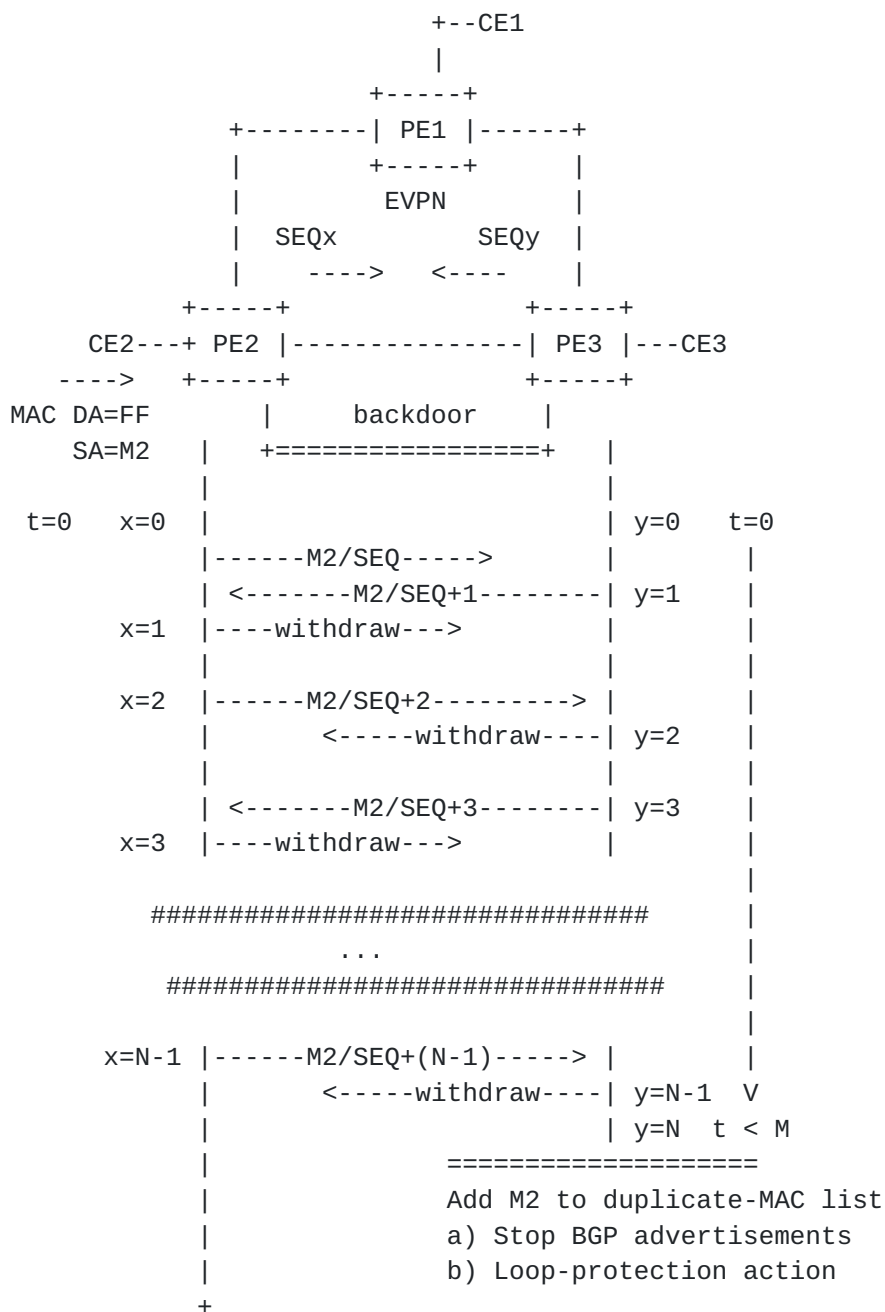 +--CE1
|
+-----+
+--------| PE1 |------+
|        +-----+      |
|         EVPN        |
|  SEQx         SEQy  |
|    ---->   <----    |
+-----+               +-----+
CE2---+ PE2 |---------------| PE3 |---CE3
---->  +-----+               +-----+
MAC DA=FF       |     backdoor    |
SA=M2   |   +=================+    |
|                         |
t=0   x=0  |                         | y=0   t=0
|------M2/SEQ----->       |        |
| <-------M2/SEQ+1--------| y=1    |
x=1  |----withdraw--->         |        |
|                         |        |
x=2  |------M2/SEQ+2---------> |        |
|       <-----withdraw----| y=2    |
|                         |        |
| <-------M2/SEQ+3--------| y=3    |
x=3  |----withdraw--->         |        |
|
################################        |
...                       |
################################       |
|
x=N-1 |------M2/SEQ+(N-1)-----> |        |
|       <-----withdraw----| y=N-1  V
|                         | y=N  t < M
|               ====================
|               Add M2 to duplicate-MAC list
|               a) Stop BGP advertisements
|               b) Loop-protection action
+